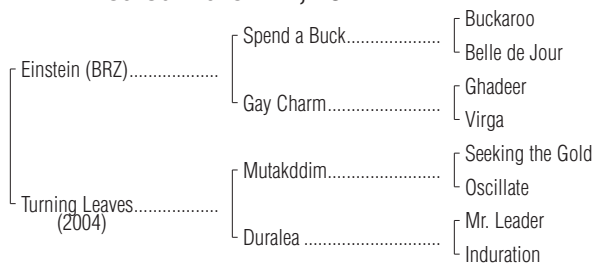 Buckaroo
Spend a Buck....................
Belle de Jour
Einstein (BRZ)...................
Ghadeer
Gay Charm........................
Virga
Seeking the Gold
Mutakddim........................
Oscillate
Turning Leaves..................
(2004)
Mr. Leader
Duralea .............................
Induration